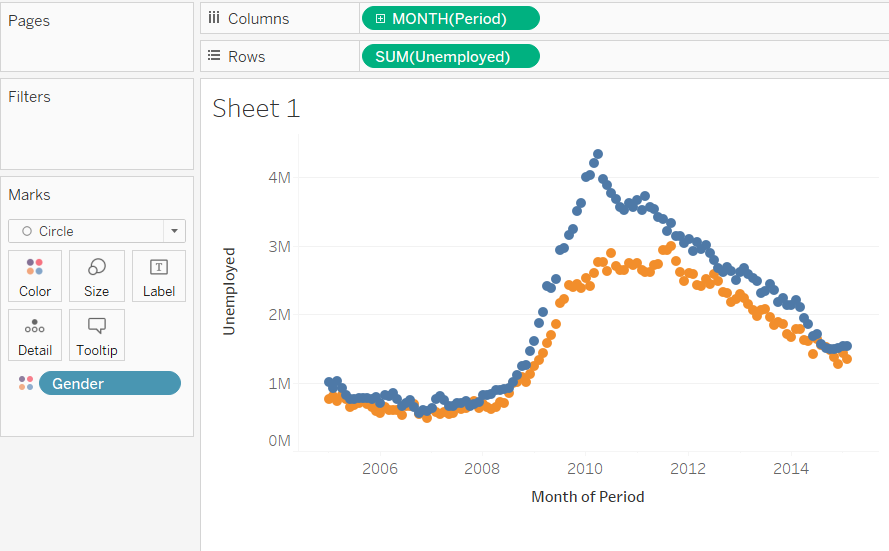 Pages
Columns
MONTH(Period)
Rows
SUM(Unemployed)
Filters
Sheet 1
Marks
Circle
Color
Size
Label
Detail
Tooltip
Gender
Unemployed
4M
3M
2M
1M
0M
2006
2008
2010
2012
2014
Month of Period